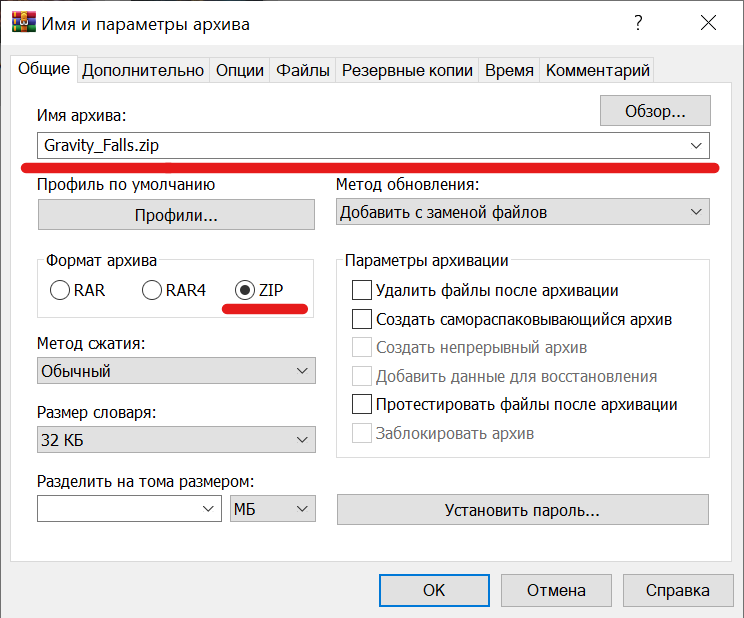 Имя и параметры архива
?
Общие Дополнительно Опции Файлы Резервные копии Время Комментарий
Имя архива:
Обзор...
Gravity_Falls.zip
Профиль по умолчанию
Метод обновления:
Профили...
Добавить с заменой файлов
Формат архива
Параметры архивации
RAR RAR4 ZIP
Удалить файлы после архивации
Создать самораспаковывающийся архив
Метод сжатия:
Создать непрерывный архив
Обычный
Добавить данные для восстановления
Протестировать файлы после архивации
Размер словаря:
Заблокировать архив
32 КБ
Разделить на тома размером:
МБ
Установить пароль...
ОК Отмена Справка